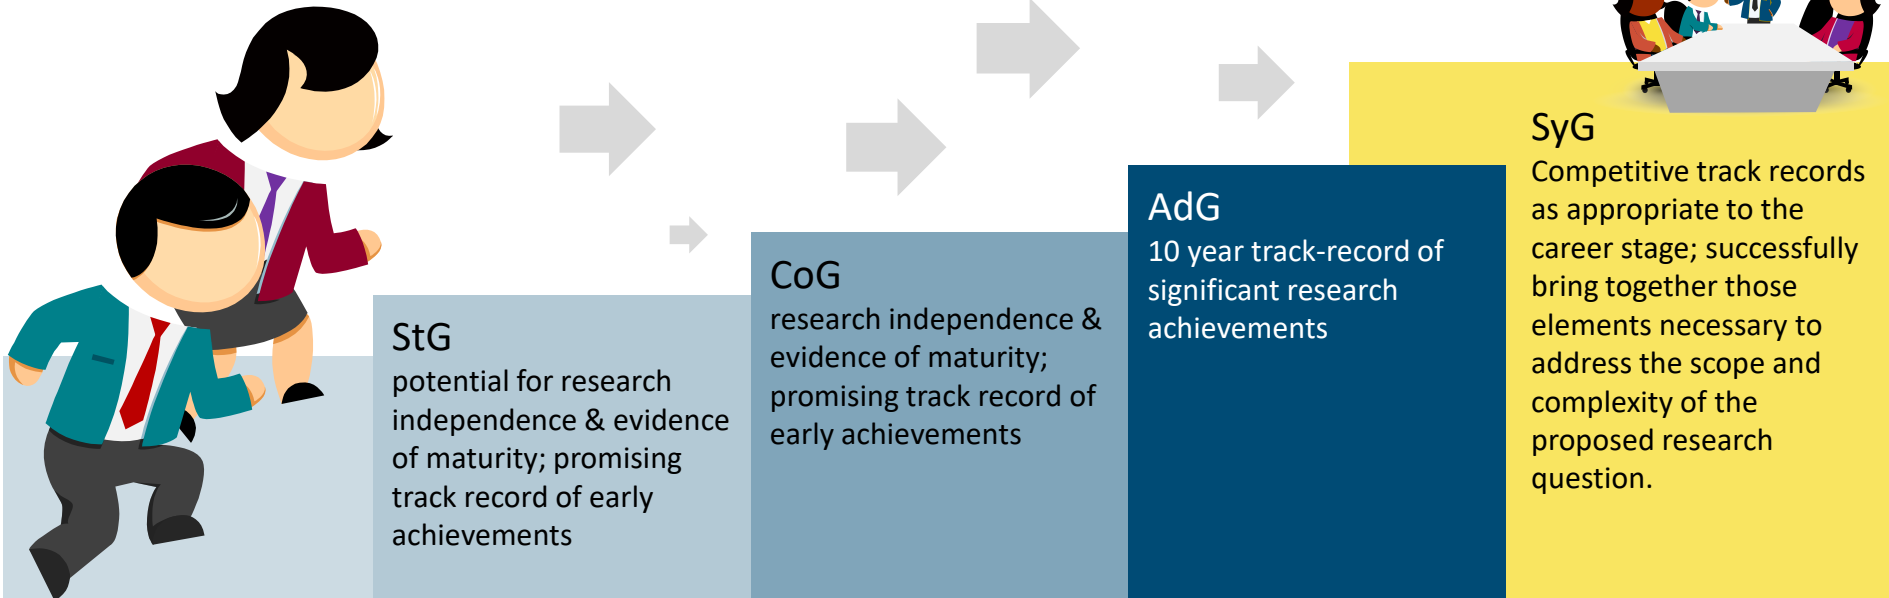 StG
potential for research
independence & evidence
of maturity; promising
track record of early
achievements
CoG
research independence &
evidence of maturity;
promising track record of
early achievements
AdG
10 year track-record of
significant research
achievements
SyG
Competitive track records
as appropriate to the
career stage; successfully
bring together those
elements necessary to
address the scope and
complexity of the
proposed research
question.